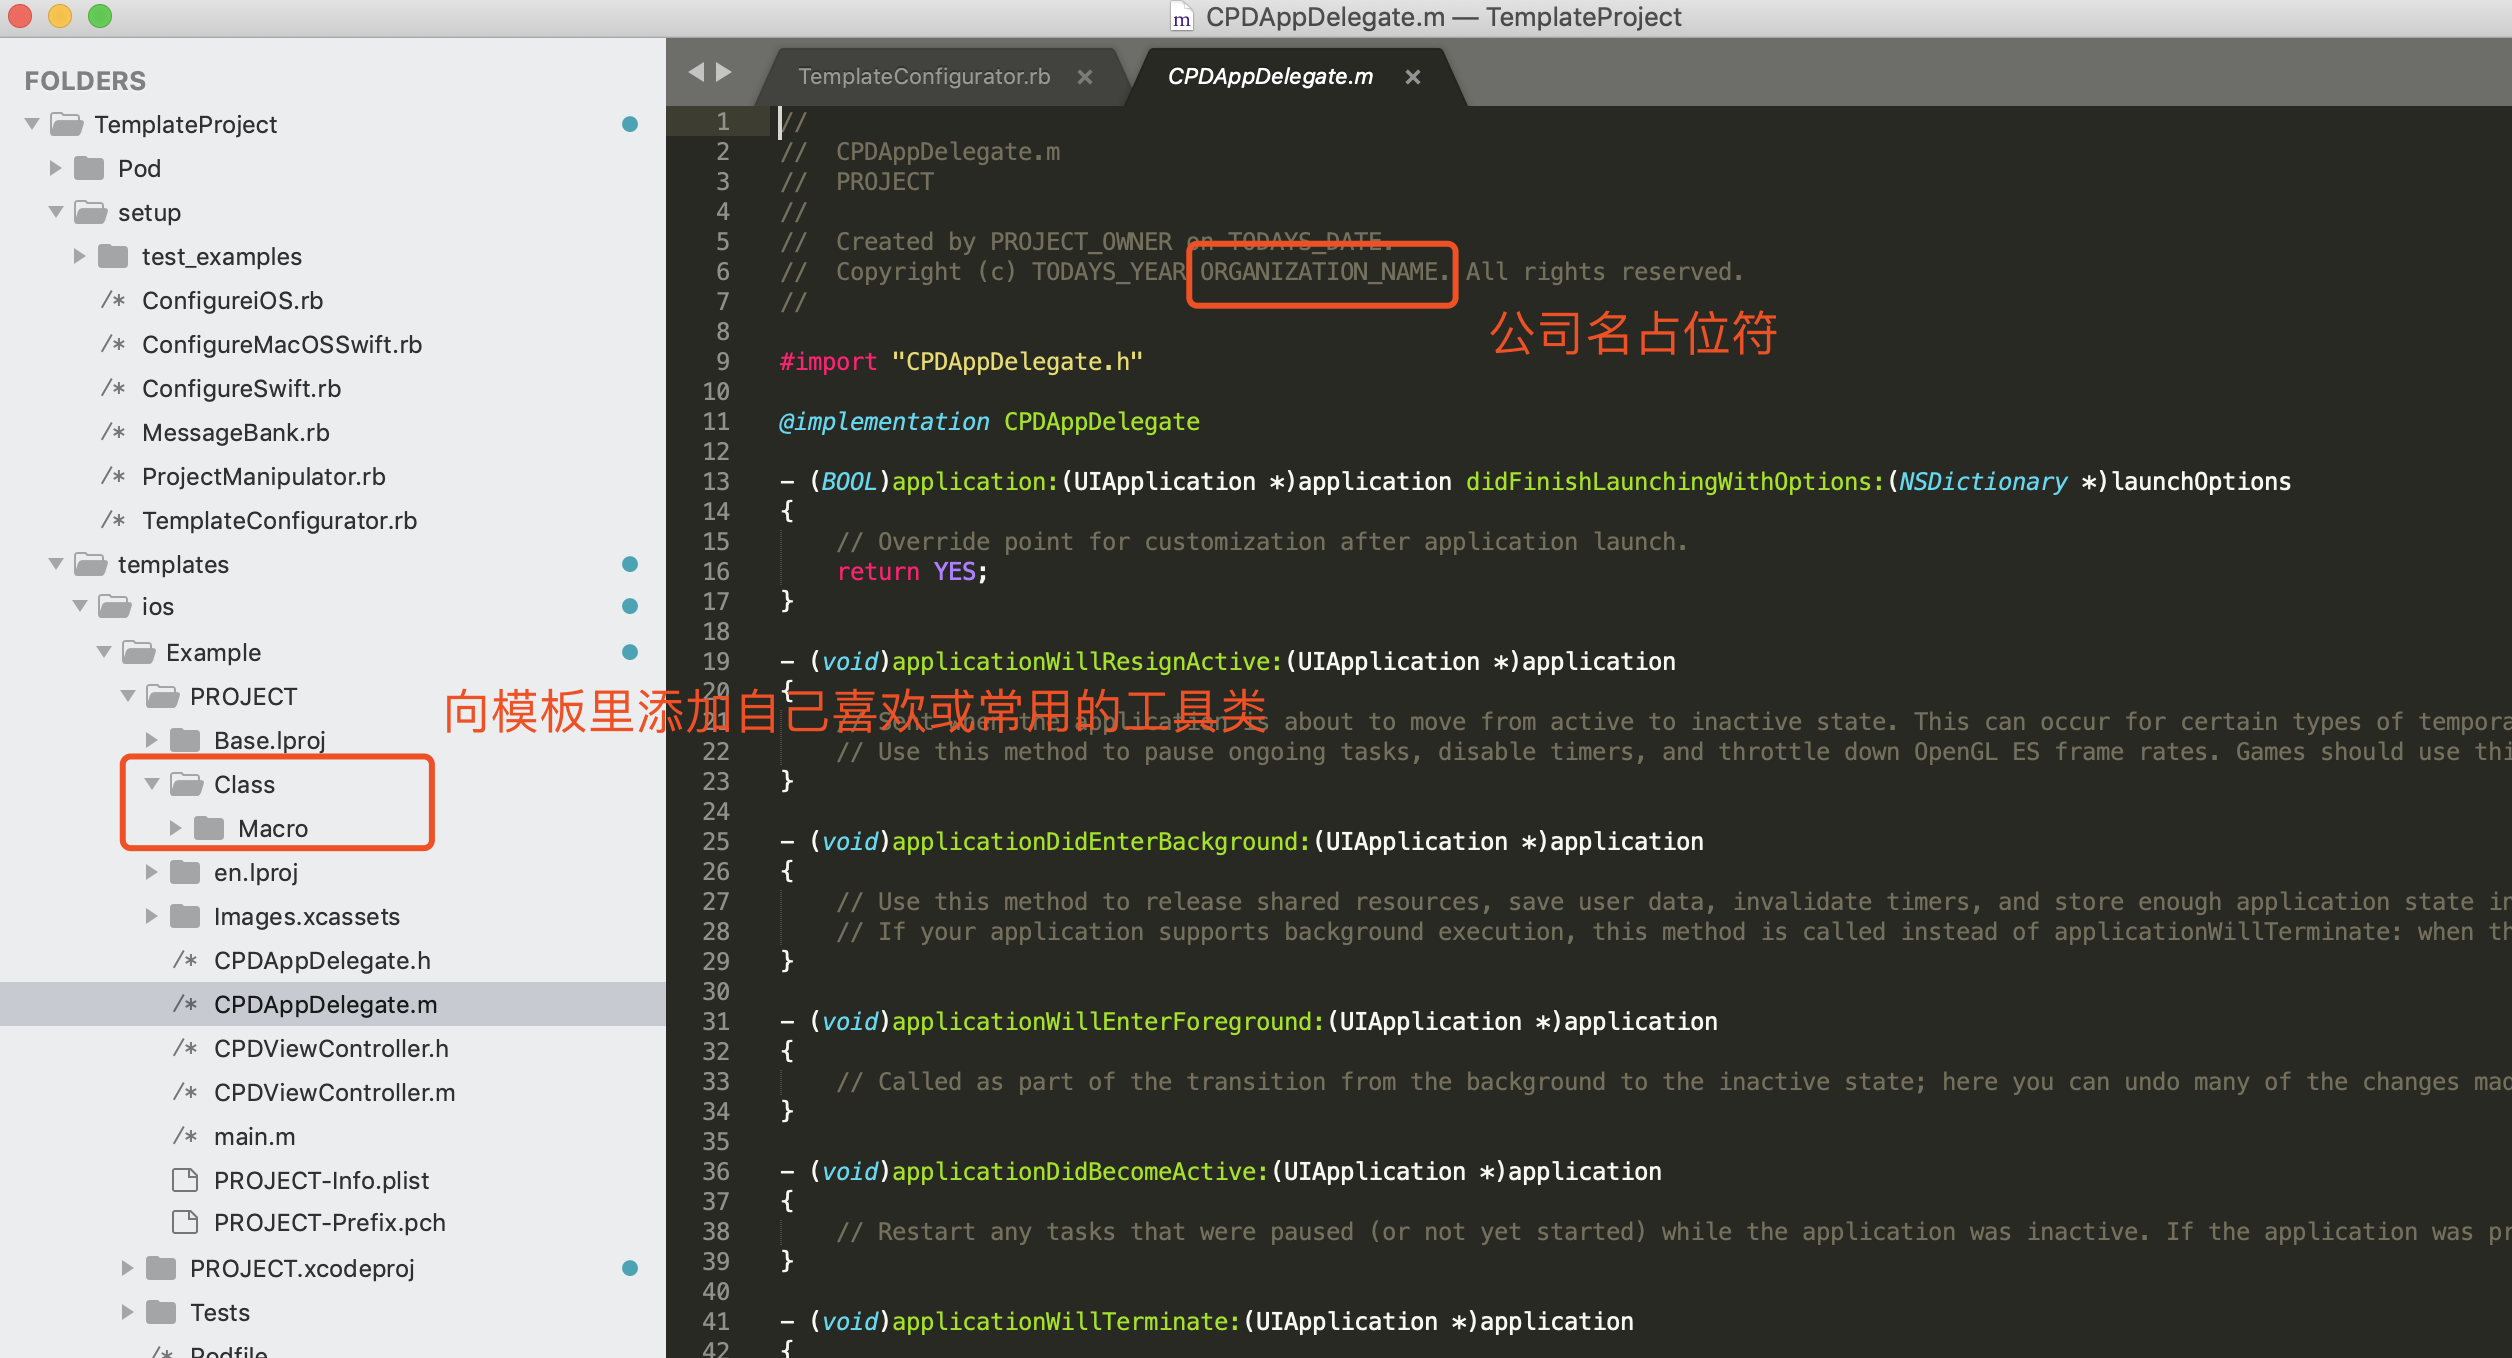 CPDAppDelegate.m — TemplateProject
FOLDERS
TemplateProject
Pod
setup
test_examples
/* ConfigureiOS.rb
/* ConfigureMacOSSwift.rb
/* ConfigureSwift.rb
/* MessageBank.rb
/* ProjectManipulator.rb
/* TemplateConfigurator.rb
templates
ios
Example
PROJECT
Base.lproj
Class
Macro
en.lproj
Images.xcassets
/* CPDAppDelegate.h
/* CPDAppDelegate.m
/* CPDViewController.h
/* CPDViewController.m
/* main.m
PROJECT-Info.plist
PROJECT-Prefix.pch
PROJECT.xcodeproj
Tests
/* Podfile
向模板里添加自己喜欢或常用的工具类
TemplateConfigurator.rb ×
CPDAppDelegate.m ×
1 //
2 //  CPDAppDelegate.m
3 //  PROJECT
4 //
5 //  Created by PROJECT_OWNER on TODAYS_DATE.
6 //  Copyright (c) TODAYS_YEAR ORGANIZATION_NAME. All rights reserved.
7 //
公司名占位符
8
9 #import "CPDAppDelegate.h"
10
11 @implementation CPDAppDelegate
12
13 - (BOOL)application:(UIApplication *)application didFinishLaunchingWithOptions:(NSDictionary *)launchOptions
14 {
15     // Override point for customization after application launch.
16     return YES;
17 }
18
19 - (void)applicationWillResignActive:(UIApplication *)application
20 {
21     // Sent when the application is about to move from active to inactive state. This can occur for certain types of tempora
22     // Use this method to pause ongoing tasks, disable timers, and throttle down OpenGL ES frame rates. Games should use thi
23 }
24
25 - (void)applicationDidEnterBackground:(UIApplication *)application
26 {
27     // Use this method to release shared resources, save user data, invalidate timers, and store enough application state in
28     // If your application supports background execution, this method is called instead of applicationWillTerminate: when th
29 }
30
31 - (void)applicationWillEnterForeground:(UIApplication *)application
32 {
33     // Called as part of the transition from the background to the inactive state; here you can undo many of the changes mad
34 }
35
36 - (void)applicationDidBecomeActive:(UIApplication *)application
37 {
38     // Restart any tasks that were paused (or not yet started) while the application was inactive. If the application was pr
39 }
40
41 - (void)applicationWillTerminate:(UIApplication *)application
42 {